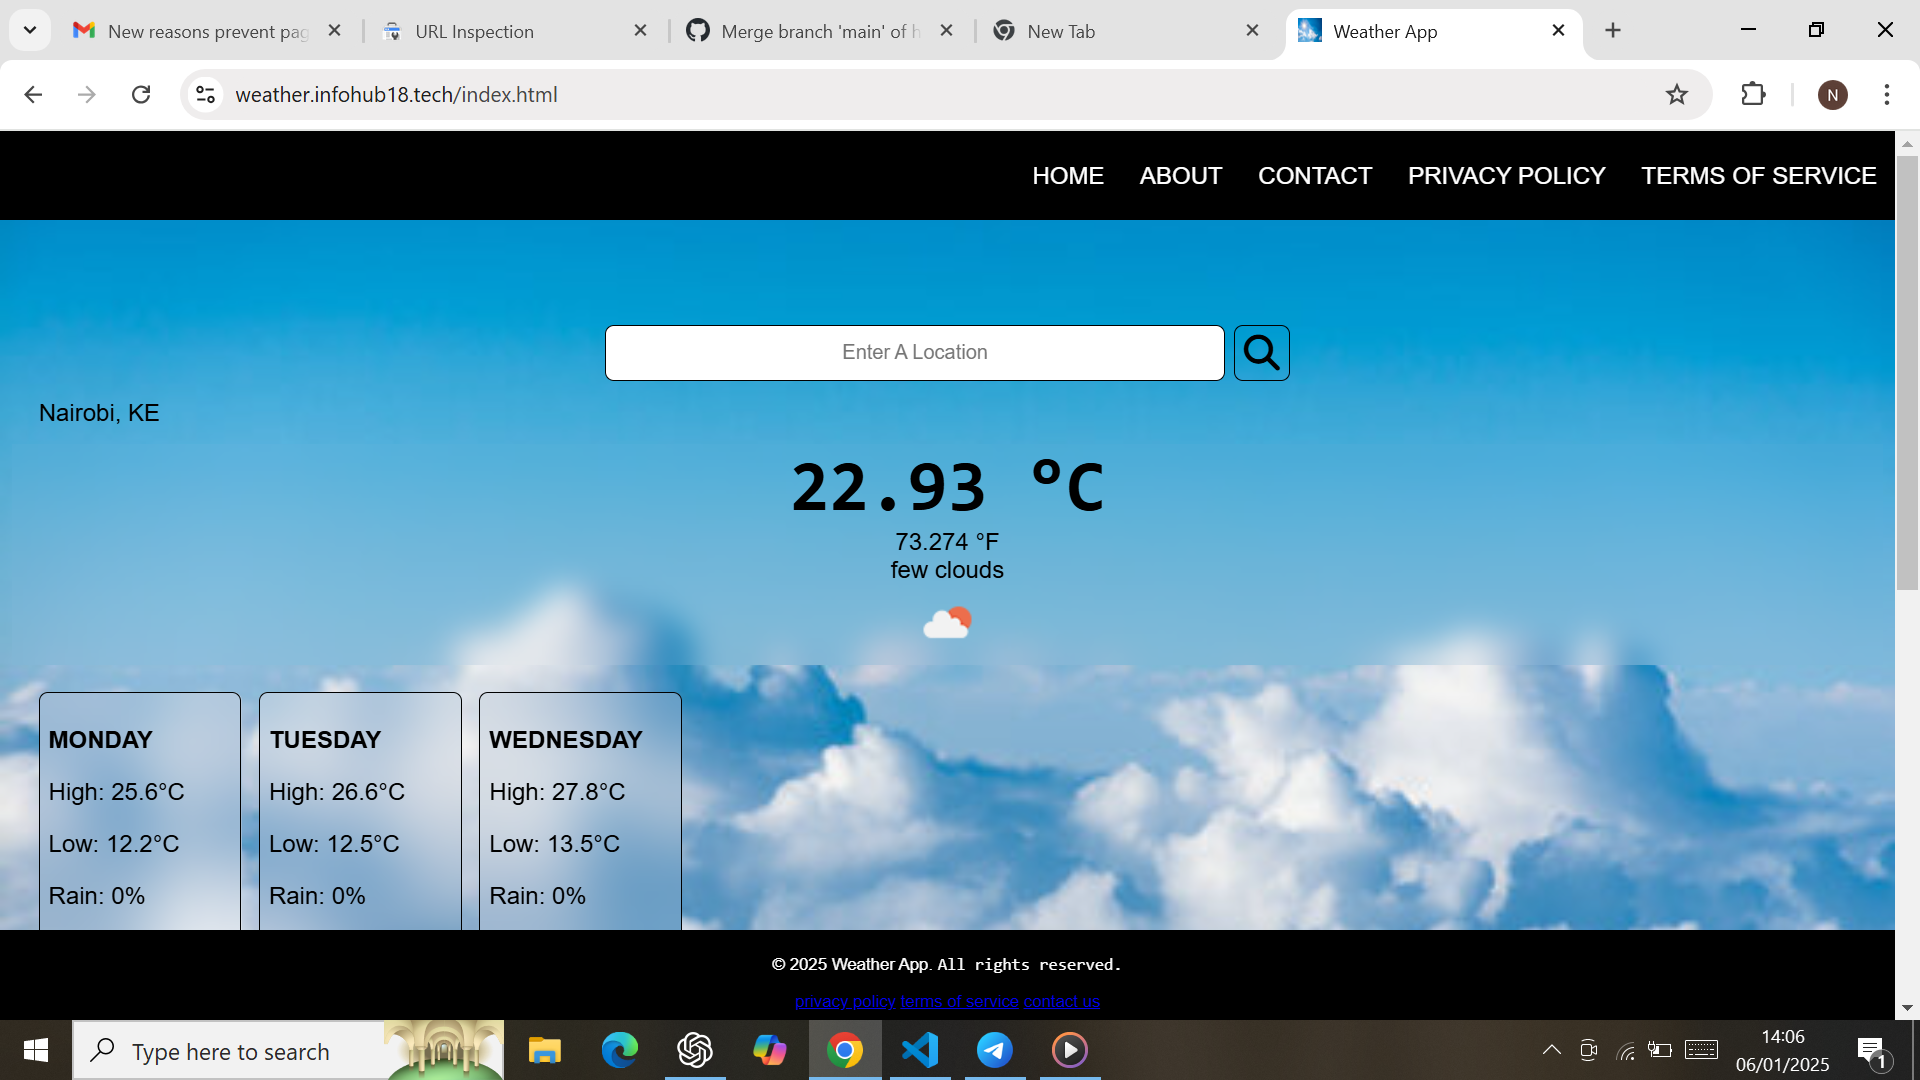 New reasons prevent pag
URL Inspection
Merge branch 'main' of h
New Tab
Weather App
weather.infohub18.tech/index.html
N
HOME ABOUT CONTACT PRIVACY POLICY TERMS OF SERVICE
Enter A Location
Nairobi, KE
22.93 °C
73.274 °F
few clouds
MONDAY
High: 25.6°C
Low: 12.2°C
Rain: 0%
TUESDAY
High: 26.6°C
Low: 12.5°C
Rain: 0%
WEDNESDAY
High: 27.8°C
Low: 13.5°C
Rain: 0%
© 2025 Weather App. All rights reserved.
privacy policy terms of service contact us
Type here to search
14:06
06/01/2025
1